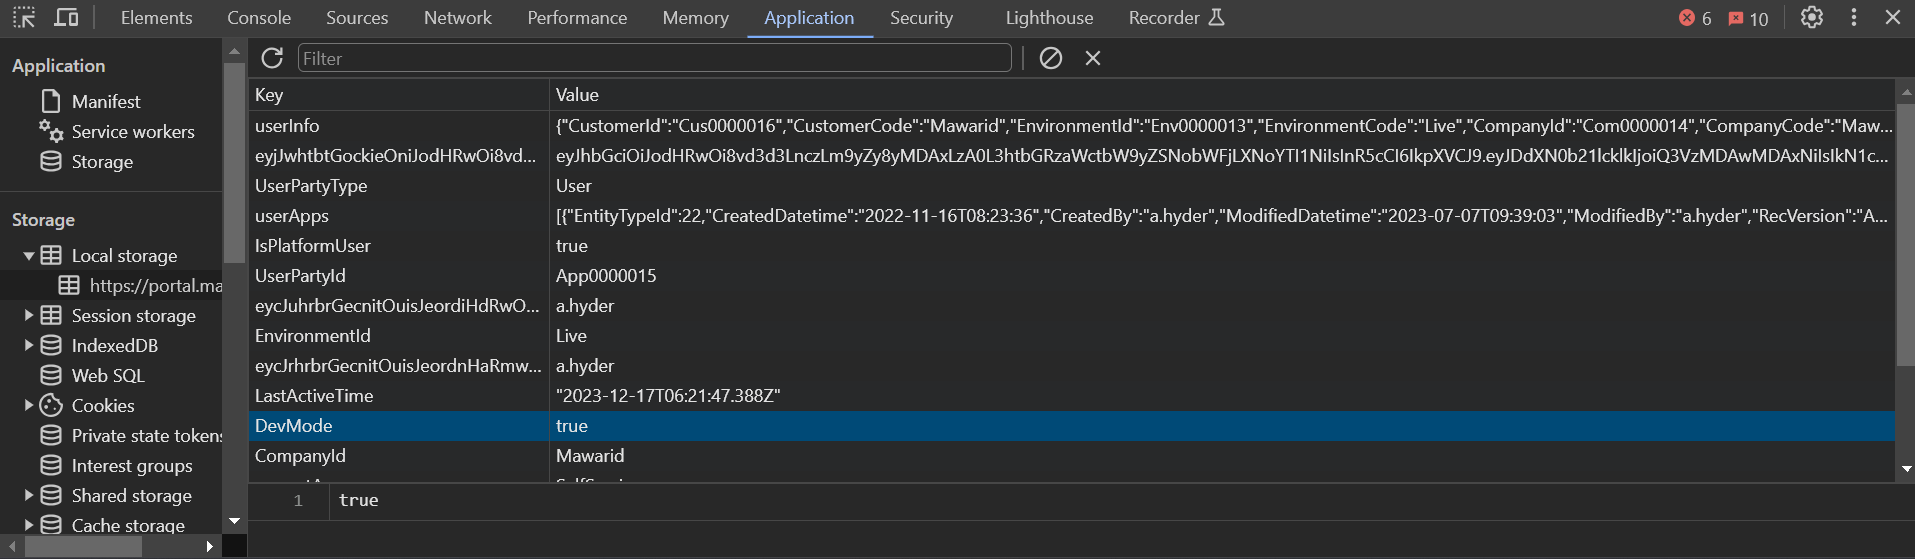 Elements Console Sources Network Performance Memory Application Security Lighthouse Recorder 6 10
Application
Manifest
Service workers
Storage
Storage
Local storage
https://portal.ma
Session storage
IndexedDB
Web SQL
Cookies
Private state tokens
Interest groups
Shared storage
Cache storage
Filter
Key Value
userInfo {"CustomerId":"Cus0000016","CustomerCode":"Mawarid","EnvironmentId":"Env0000013","EnvironmentCode":"Live","CompanyId":"Com0000014","CompanyCode":"Maw...
eyjJwhtbtGockieOniJodHRwOi8vd... eyJhbGciOiJodHRwOi8vd3d3LnczLm9yZy8yMDAxLzA0L3htbGRzaWctbW9yZSNobWFjLXNoYTI1NiIsInR5cCI6IkpXVCJ9.eyJDdXN0b21lcklkIjoiQ3VzMDAwMDAxNiIsIkN1c...
UserPartyType User
userApps [{"EntityTypeId":22,"CreatedDatetime":"2022-11-16T08:23:36","CreatedBy":"a.hyder","ModifiedDatetime":"2023-07-07T09:39:03","ModifiedBy":"a.hyder","RecVersion":"A...
IsPlatformUser true
UserPartyId App0000015
eycJuhrbrGecnitOuisJeordiHdRwO... a.hyder
EnvironmentId Live
eycJrhrbrGecnitOuisJeordnHaRmw... a.hyder
LastActiveTime "2023-12-17T06:21:47.388Z"
DevMode true
CompanyId Mawarid
1 true